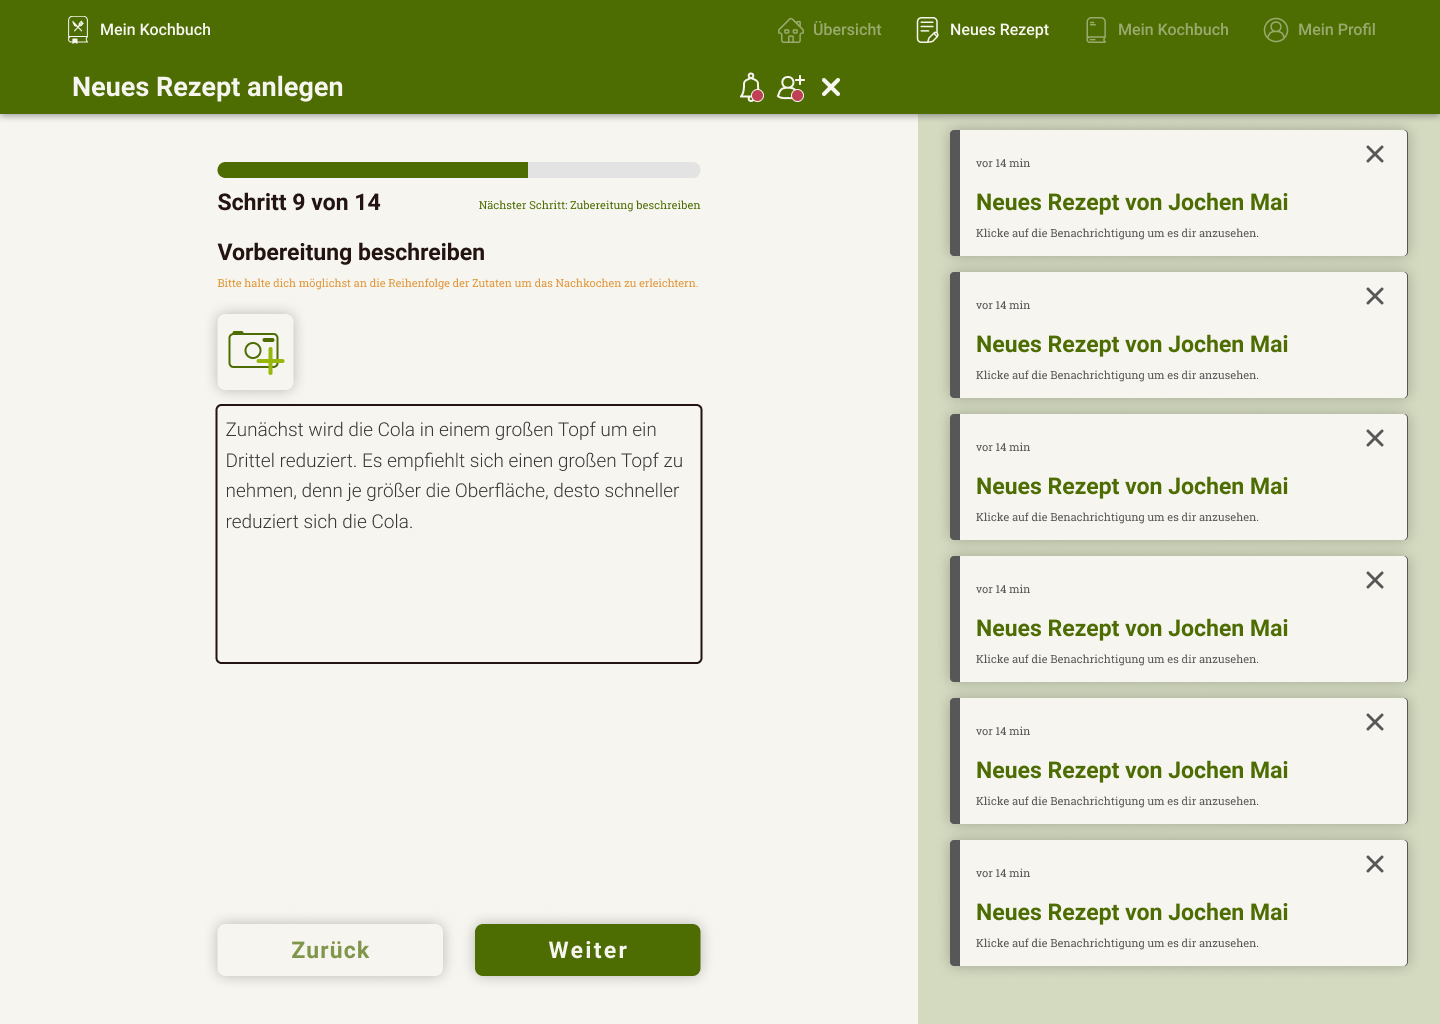 Mein Kochbuch
Übersicht
Neues Rezept
Mein Kochbuch
Mein Profil
Neues Rezept anlegen
Schritt 9 von 14
Nächster Schritt: Zubereitung beschreiben
Vorbereitung beschreiben
Bitte halte dich möglichst an die Reihenfolge der Zutaten um das Nachkochen zu erleichtern.
Zunächst wird die Cola in einem großen Topf um ein
Drittel reduziert. Es empfiehlt sich einen großen Topf zu
nehmen, denn je größer die Oberfläche, desto schneller
reduziert sich die Cola.
Zurück
Weiter
vor 14 min
Neues Rezept von Jochen Mai
Klicke auf die Benachrichtigung um es dir anzusehen.
vor 14 min
Neues Rezept von Jochen Mai
Klicke auf die Benachrichtigung um es dir anzusehen.
vor 14 min
Neues Rezept von Jochen Mai
Klicke auf die Benachrichtigung um es dir anzusehen.
vor 14 min
Neues Rezept von Jochen Mai
Klicke auf die Benachrichtigung um es dir anzusehen.
vor 14 min
Neues Rezept von Jochen Mai
Klicke auf die Benachrichtigung um es dir anzusehen.
vor 14 min
Neues Rezept von Jochen Mai
Klicke auf die Benachrichtigung um es dir anzusehen.